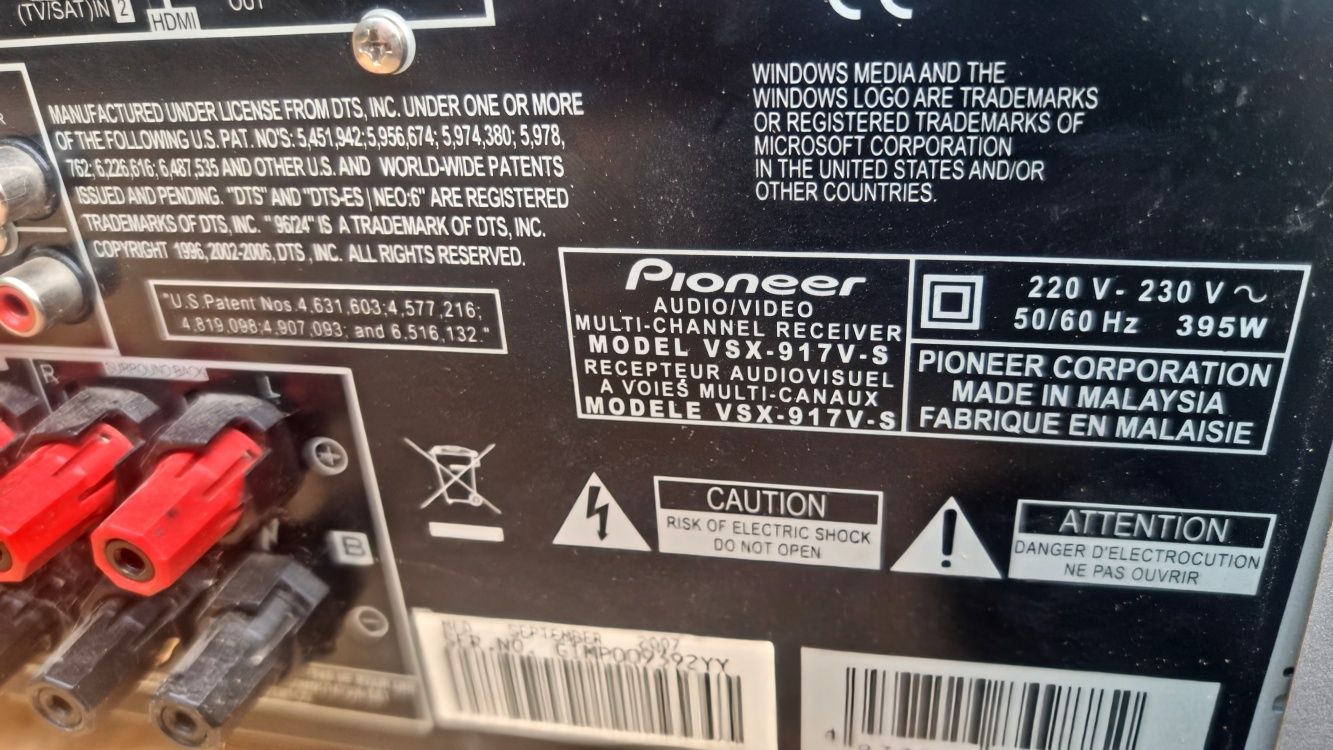 (TV/SAT)IN 2
OUT
HDMI
MANUFACTURED UNDER LICENSE FROM DTS, INC. UNDER ONE OR MORE
OF THE FOLLOWING U.S. PAT. NO'S: 5,451,942; 5,956,674; 5,974,380; 5,978,
762; 6,226,616; 6,487,535 AND OTHER U.S. AND WORLD-WIDE PATENTS
ISSUED AND PENDING. "DTS" AND "DTS-ES | NEO:6" ARE REGISTERED
TRADEMARKS OF DTS, INC. " 96/24" IS A TRADEMARK OF DTS, INC.
COPYRIGHT 1996, 2002-2006, DTS , INC. ALL RIGHTS RESERVED.
"U.S.Patent Nos.4,631,603;4,577,216;
4,819,098;4,907,093; and 6,516,132."
WINDOWS MEDIA AND THE
WINDOWS LOGO ARE TRADEMARKS
OR REGISTERED TRADEMARKS OF
MICROSOFT CORPORATION
IN THE UNITED STATES AND/OR
OTHER COUNTRIES.
Pioneer
AUDIO/VIDEO
MULTI-CHANNEL RECEIVER
MODEL VSX-917V-S
RECEPTEUR AUDIOVISUEL
A VOIES MULTI-CANAUX
MODELE VSX-917V-S
220 V- 230 V ~
50/60 Hz 395W
PIONEER CORPORATION
MADE IN MALAYSIA
FABRIQUE EN MALAISIE
R
SURROUND BACK
L
B
CAUTION
RISK OF ELECTRIC SHOCK
DO NOT OPEN
ATTENTION
DANGER D'ELECTROCUTION
NE PAS OUVRIR
MFD. SEPTEMBER 2007
SER.NO. GIMP009392YY